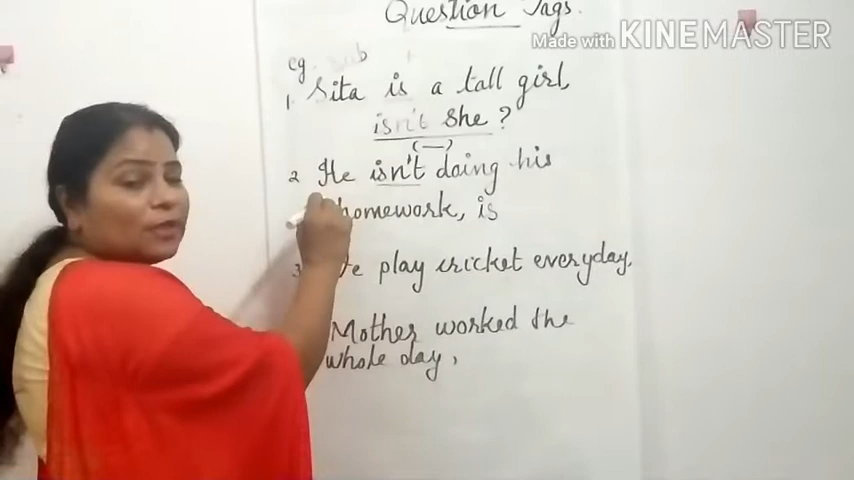 Question Tags.
Made with KINEMASTER
eg. sub
1. Sita is a tall girl,
isn't she?
(—)
2 He isn't doing his
homework, is
3 play cricket everyday,
Mother worked the
whole day,